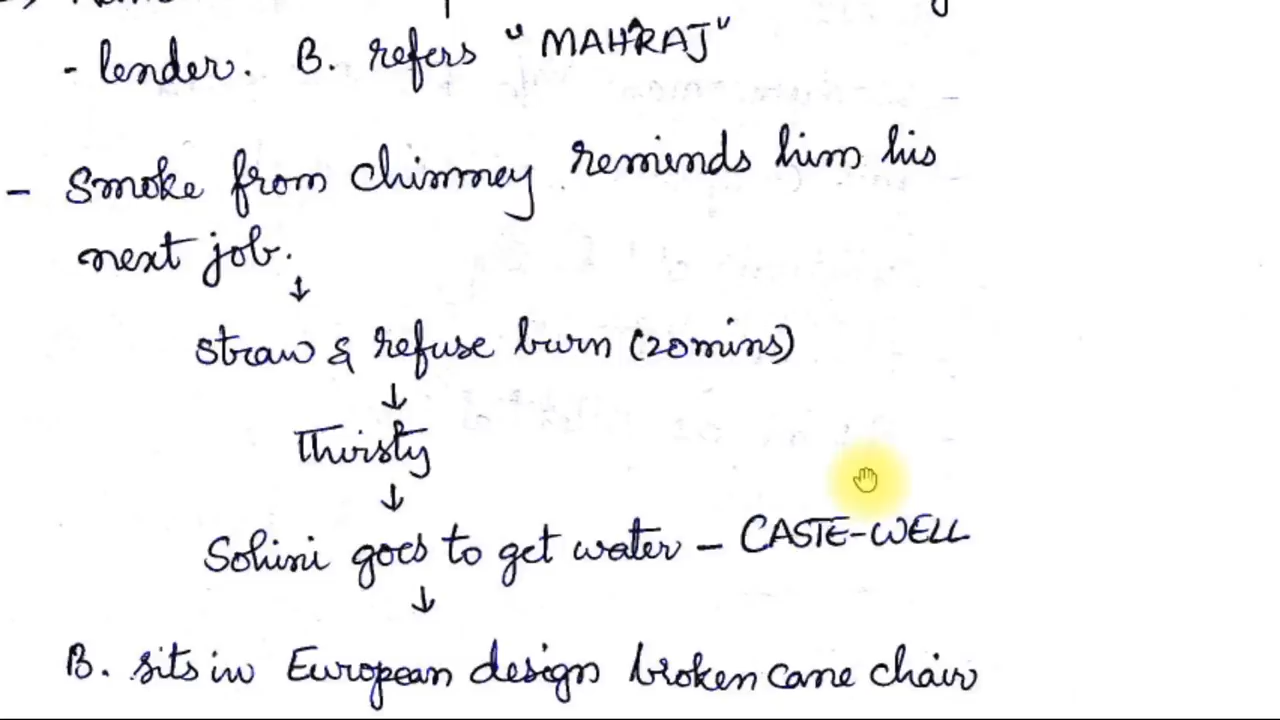 - lender. B. refers "MAHRAJ"
- Smoke from chimney reminds him his
next job.
↓
Straw & refuse burn (20mins)
↓
Thirsty
↓
Sohini goes to get water - CASTE-WELL
↓
B. sits in European design broken cane chair